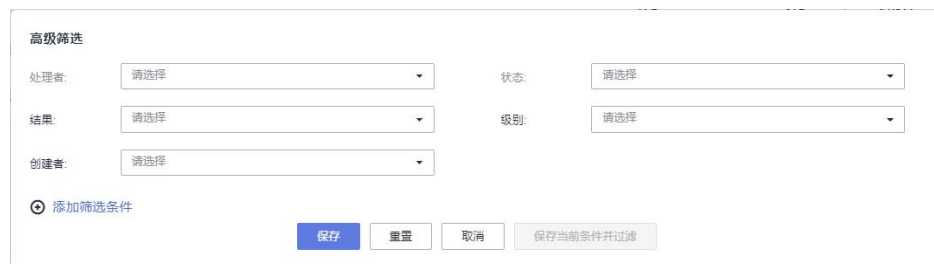 高级筛选
处理者: 请选择 状态: 请选择
结果: 请选择 级别: 请选择
创建者: 请选择
添加筛选条件
保存 重置 取消 保存当前条件并过滤